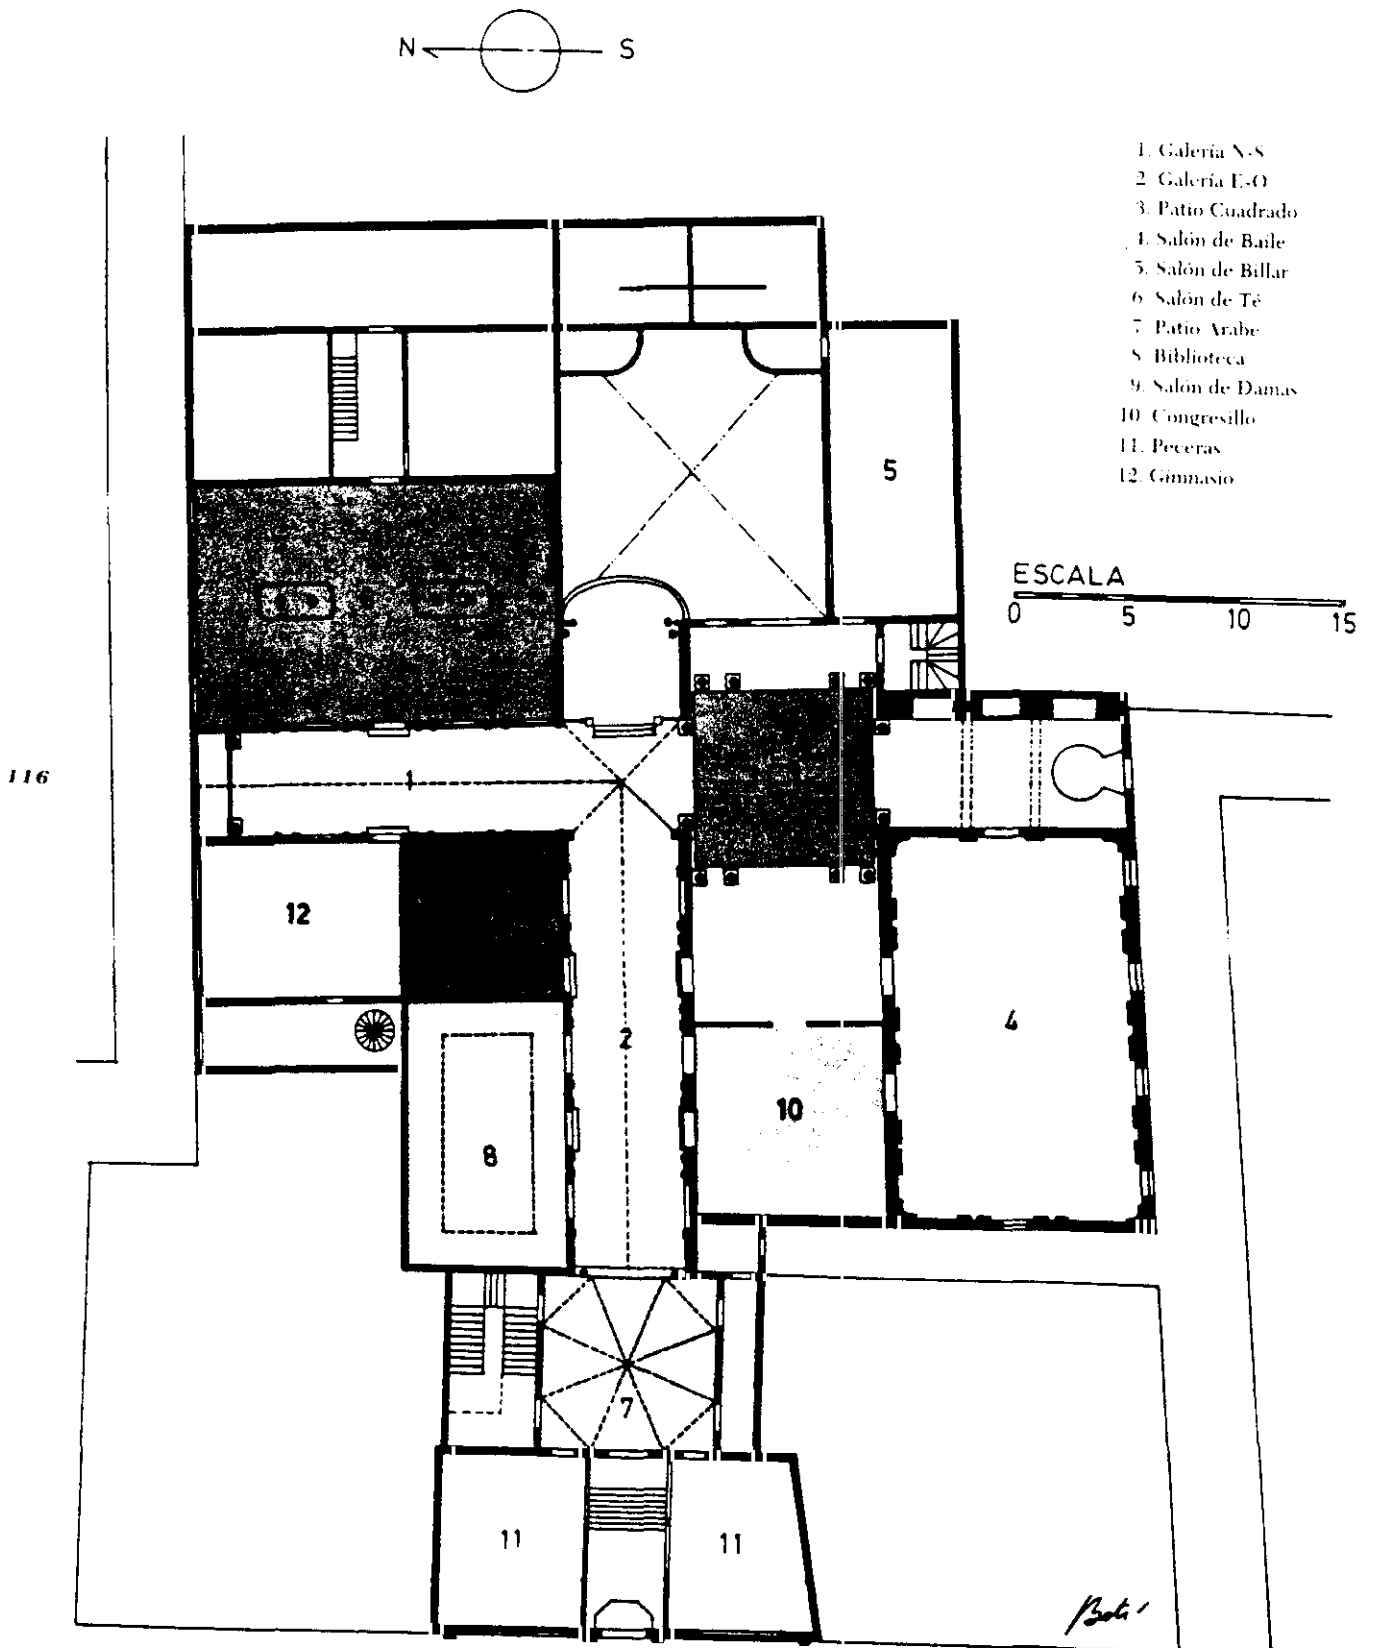 N S
1. Galería N-S
2 Galería E-O
3. Patio Cuadrado
4. Salón de Baile
5. Salón de Billar
6 Salón de Té
7 Patio Arabe
8 Biblioteca
9. Salón de Damas
10. Congresillo
11. Peceras
12. Gimnasio
5
ESCALA
0 5 10 15
116
1
12
4
2
10
8
7
11 11